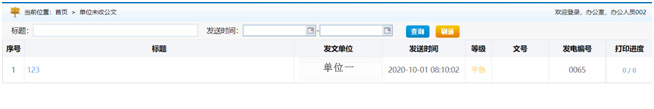 当前位置：首页 > 单位未收公文 欢迎登录，办公室，办公人员002
标题： 发送时间： - 查询 刷新
序号 标题 发文单位 发送时间 等级 文号 发电编号 打印进度
1 123 单位一 2020-10-01 08:10:02 平急 0065 0 / 0